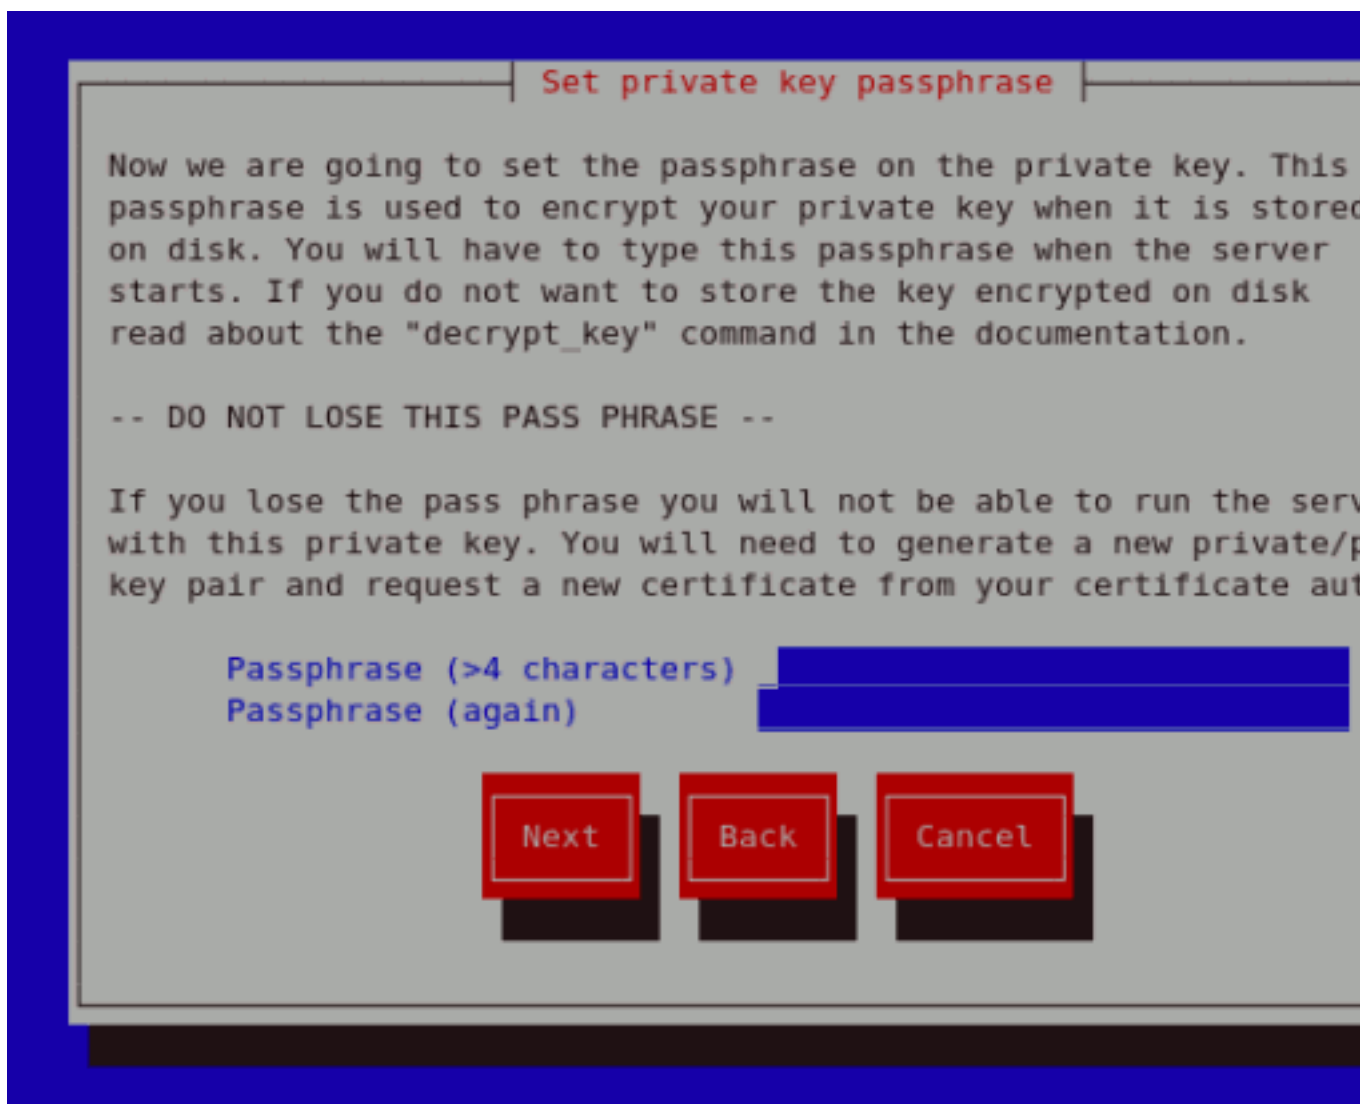 Set private key passphrase
Now we are going to set the passphrase on the private key. This
passphrase is used to encrypt your private key when it is stored
on disk. You will have to type this passphrase when the server
starts. If you do not want to store the key encrypted on disk
read about the "decrypt_key" command in the documentation.
-- DO NOT LOSE THIS PASS PHRASE --
If you lose the pass phrase you will not be able to run the serv
with this private key. You will need to generate a new private/p
key pair and request a new certificate from your certificate aut
Passphrase (>4 characters)
Passphrase (again)
Next Back Cancel